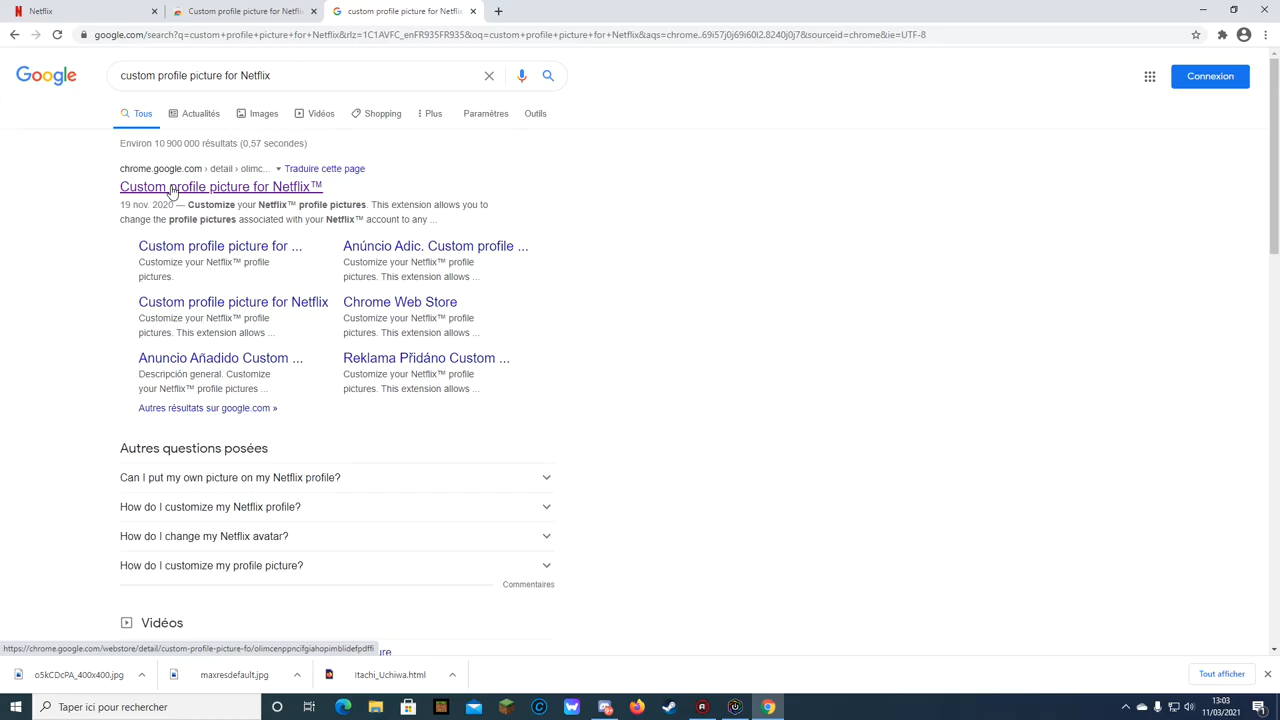 Netflix
Custom profile picture for Netflix
custom profile picture for Netflix
google.com/search?q=custom+profile+picture+for+Netflix&rlz=1C1AVFC_enFR935FR935&oq=custom+profile+picture+for+Netflix&aqs=chrome..69i57j0j69i60l2.8240j0j7&sourceid=chrome&ie=UTF-8
Google
custom profile picture for Netflix
Connexion
Tous
Actualités
Images
Vidéos
Shopping
Plus
Paramètres
Outils
Environ 10 900 000 résultats (0,57 secondes)
chrome.google.com › detail › olimc... Traduire cette page
Custom profile picture for Netflix™
19 nov. 2020 — Customize your Netflix™ profile pictures. This extension allows you to
change the profile pictures associated with your Netflix™ account to any ...
Custom profile picture for ...
Customize your Netflix™ profile
pictures.
Anúncio Adic. Custom profile ...
Customize your Netflix™ profile
pictures. This extension allows ...
Custom profile picture for Netflix
Customize your Netflix™ profile
pictures. This extension allows ...
Chrome Web Store
Customize your Netflix™ profile
pictures. This extension allows ...
Anuncio Añadido Custom ...
Descripción general. Customize
your Netflix™ profile pictures ...
Reklama Přidáno Custom ...
Customize your Netflix™ profile
pictures. This extension allows ...
Autres résultats sur google.com »
Autres questions posées
Can I put my own picture on my Netflix profile?
How do I customize my Netflix profile?
How do I change my Netflix avatar?
How do I customize my profile picture?
Commentaires
Vidéos
https://chrome.google.com/webstore/detail/custom-profile-picture-fo/olimcenppncifgiahopimblidefpdffi
o5kCDcPA_400x400.jpg
maxresdefault.jpg
Itachi_Uchiwa.html
Tout afficher
Taper ici pour rechercher
13:03
11/03/2021